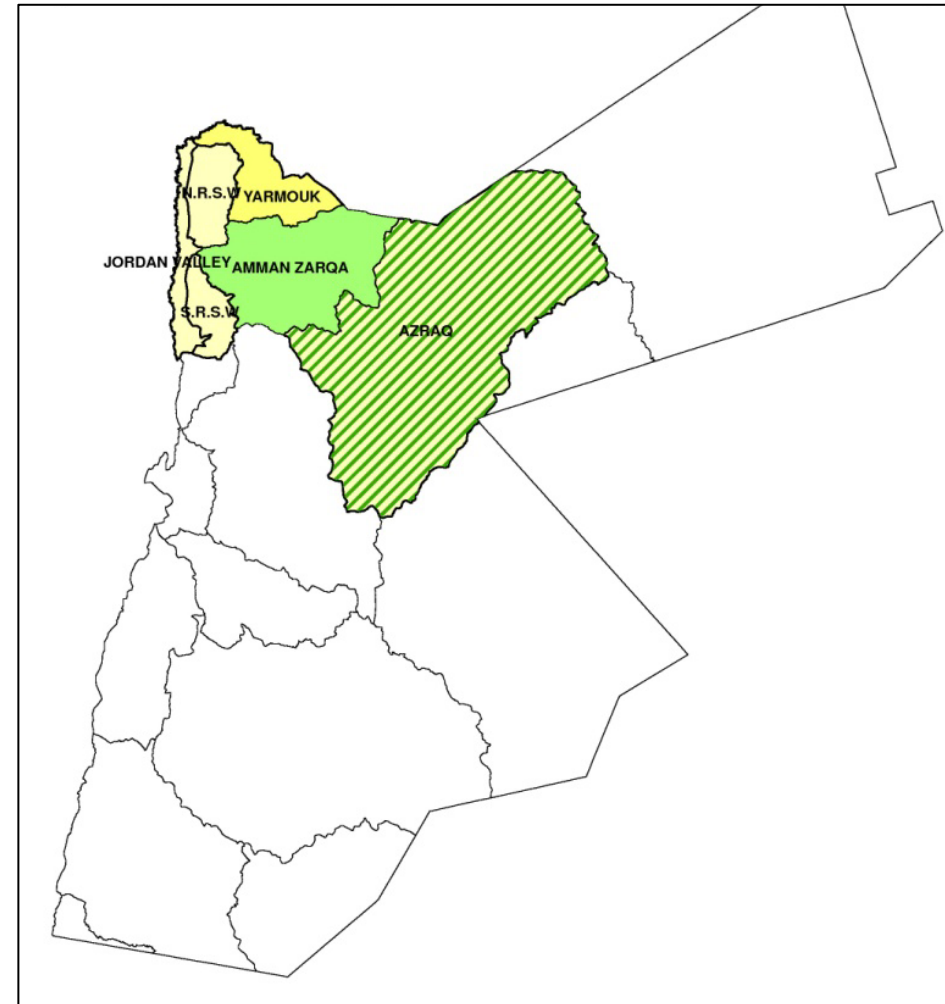 N.R.S.W
YARMOUK
JORDAN VALLEY
AMMAN ZARQA
S.R.S.W
AZRAQ